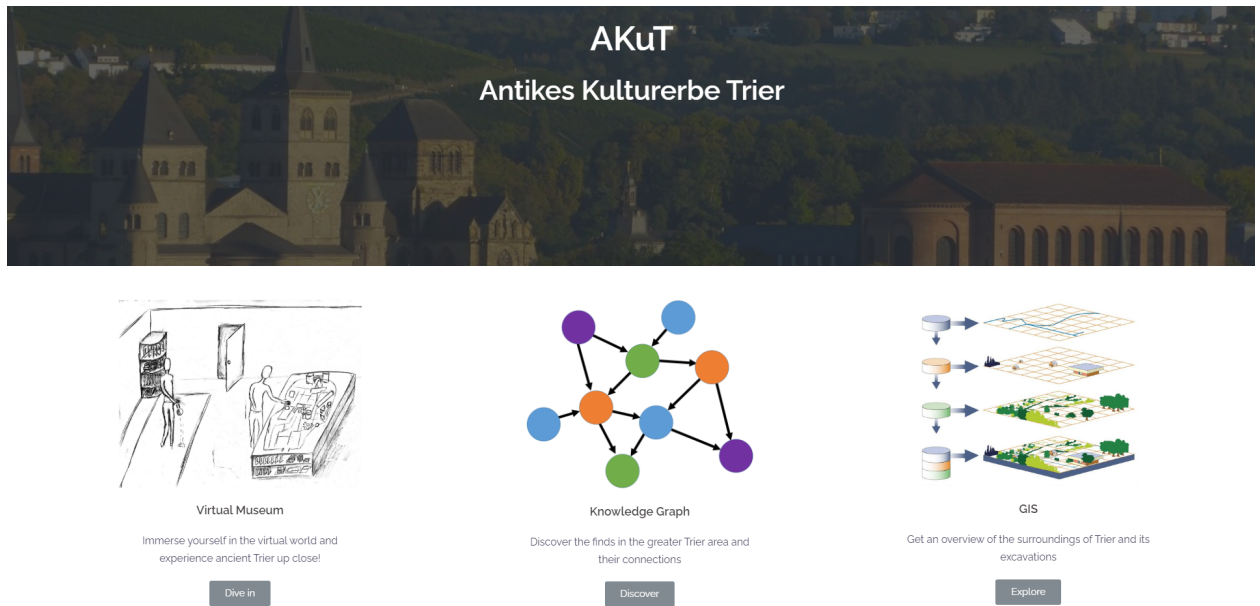 AKuT
Antikes Kulturerbe Trier
Virtual Museum
Immerse yourself in the virtual world and
experience ancient Trier up close!
Dive in
Knowledge Graph
Discover the finds in the greater Trier area and
their connections
Discover
GIS
Get an overview of the surroundings of Trier and its
excavations
Explore